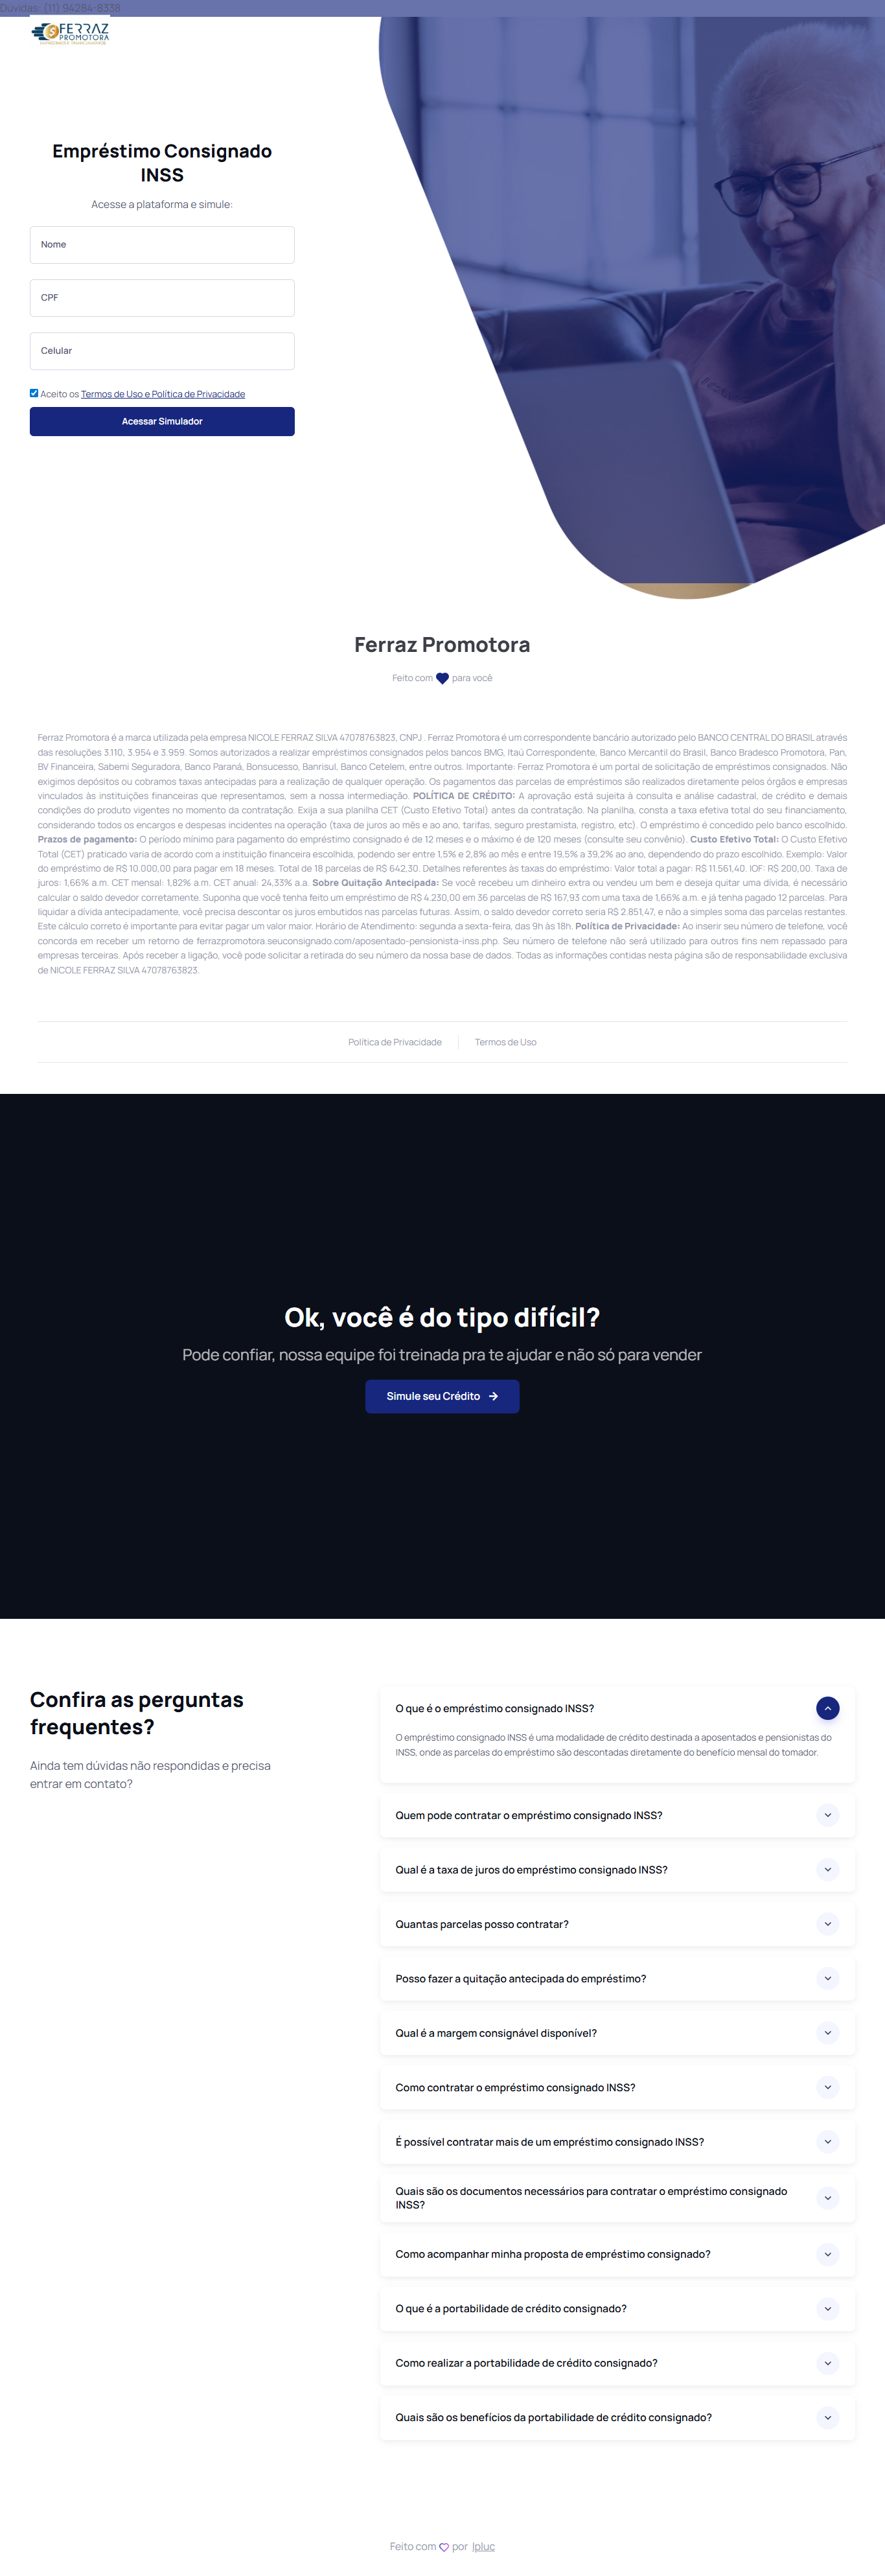 Dúvidas: (11) 94284-8338
FERRAZ
PROMOTORA
Empréstimo Consignado
INSS
Acesse a plataforma e simule:
Nome
CPF
Celular
Aceito os Termos de Uso e Política de Privacidade
Acessar Simulador
Ferraz Promotora
Feito com para você
Ferraz Promotora é a marca utilizada pela empresa NICOLE FERRAZ SILVA 47078763823, CNPJ . Ferraz Promotora é um correspondente bancário autorizado pelo BANCO CENTRAL DO BRASIL através
das resoluções 3.110, 3.954 e 3.959. Somos autorizados a realizar empréstimos consignados pelos bancos BMG, Itaú Correspondente, Banco Mercantil do Brasil, Banco Bradesco Promotora, Pan,
BV Financeira, Sabemi Seguradora, Banco Paraná, Bonsucesso, Banrisul, Banco Cetelem, entre outros. Importante: Ferraz Promotora é um portal de solicitação de empréstimos consignados. Não
exigimos depósitos ou cobramos taxas antecipadas para a realização de qualquer operação. Os pagamentos das parcelas de empréstimos são realizados diretamente pelos órgãos e empresas
vinculados às instituições financeiras que representamos, sem a nossa intermediação. POLÍTICA DE CRÉDITO: A aprovação está sujeita à consulta e análise cadastral, de crédito e demais
condições do produto vigentes no momento da contratação. Exija a sua planilha CET (Custo Efetivo Total) antes da contratação. Na planilha, consta a taxa efetiva total do seu financiamento,
considerando todos os encargos e despesas incidentes na operação (taxa de juros ao mês e ao ano, tarifas, seguro prestamista, registro, etc). O empréstimo é concedido pelo banco escolhido.
Prazos de pagamento: O período mínimo para pagamento do empréstimo consignado é de 12 meses e o máximo é de 120 meses (consulte seu convênio). Custo Efetivo Total: O Custo Efetivo
Total (CET) praticado varia de acordo com a instituição financeira escolhida, podendo ser entre 1,5% e 2,8% ao mês e entre 19,5% a 39,2% ao ano, dependendo do prazo escolhido. Exemplo: Valor
do empréstimo de R$ 10.000,00 para pagar em 18 meses. Total de 18 parcelas de R$ 642,30. Detalhes referentes às taxas do empréstimo: Valor total a pagar: R$ 11.561,40. IOF: R$ 200,00. Taxa de
juros: 1,66% a.m. CET mensal: 1,82% a.m. CET anual: 24,33% a.a. Sobre Quitação Antecipada: Se você recebeu um dinheiro extra ou vendeu um bem e deseja quitar uma dívida, é necessário
calcular o saldo devedor corretamente. Suponha que você tenha feito um empréstimo de R$ 4.230,00 em 36 parcelas de R$ 167,93 com uma taxa de 1,66% a.m. e já tenha pagado 12 parcelas. Para
liquidar a dívida antecipadamente, você precisa descontar os juros embutidos nas parcelas futuras. Assim, o saldo devedor correto seria R$ 2.851,47, e não a simples soma das parcelas restantes.
Este cálculo correto é importante para evitar pagar um valor maior. Horário de Atendimento: segunda a sexta-feira, das 9h às 18h. Política de Privacidade: Ao inserir seu número de telefone, você
concorda em receber um retorno de ferrazpromotora.seuconsignado.com/aposentado-pensionista-inss.php. Seu número de telefone não será utilizado para outros fins nem repassado para
empresas terceiras. Após receber a ligação, você pode solicitar a retirada do seu número da nossa base de dados. Todas as informações contidas nesta página são de responsabilidade exclusiva
de NICOLE FERRAZ SILVA 47078763823.
Política de Privacidade
Termos de Uso
Ok, você é do tipo difícil?
Pode confiar, nossa equipe foi treinada pra te ajudar e não só para vender
Simule seu Crédito
Confira as perguntas
frequentes?
Ainda tem dúvidas não respondidas e precisa
entrar em contato?
O que é o empréstimo consignado INSS?
O empréstimo consignado INSS é uma modalidade de crédito destinada a aposentados e pensionistas do
INSS, onde as parcelas do empréstimo são descontadas diretamente do benefício mensal do tomador.
Quem pode contratar o empréstimo consignado INSS?
Qual é a taxa de juros do empréstimo consignado INSS?
Quantas parcelas posso contratar?
Posso fazer a quitação antecipada do empréstimo?
Qual é a margem consignável disponível?
Como contratar o empréstimo consignado INSS?
É possível contratar mais de um empréstimo consignado INSS?
Quais são os documentos necessários para contratar o empréstimo consignado
INSS?
Como acompanhar minha proposta de empréstimo consignado?
O que é a portabilidade de crédito consignado?
Como realizar a portabilidade de crédito consignado?
Quais são os benefícios da portabilidade de crédito consignado?
Feito com por Ipluc